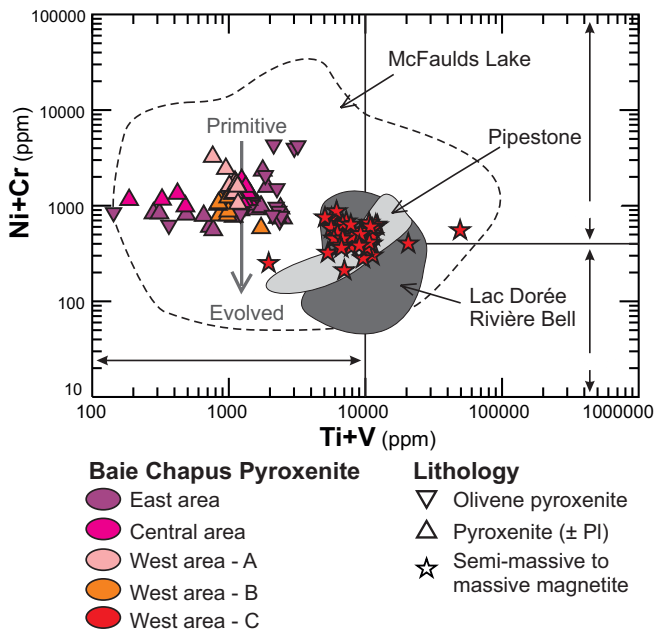 100000
10000
1000
100
10
Ni+Cr (ppm)
McFaulds Lake
Primitive
Pipestone
Evolved
Lac Dorée
Rivière Bell
100
1000
10000
100000
1000000
Ti+V (ppm)
Baie Chapus Pyroxenite
East area
Central area
West area - A
West area - B
West area - C
Lithology
Olivene pyroxenite
Pyroxenite (± Pl)
Semi-massive to
massive magnetite